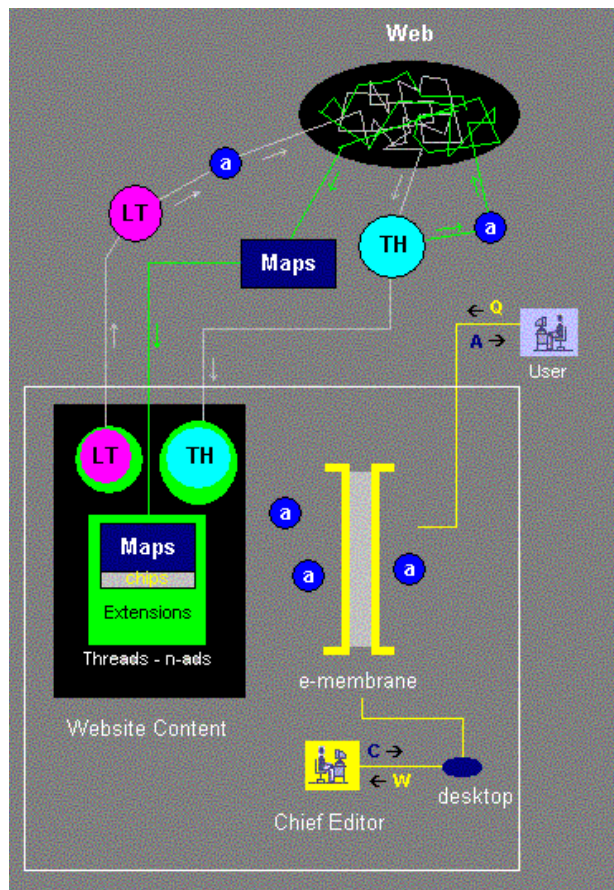 Web
a
LT
TH
a
Maps
Q
A
User
LT
TH
a
Maps
a
a
chips
Extensions
Threads - n-ads
e-membrane
Website Content
C
W
desktop
Chief Editor